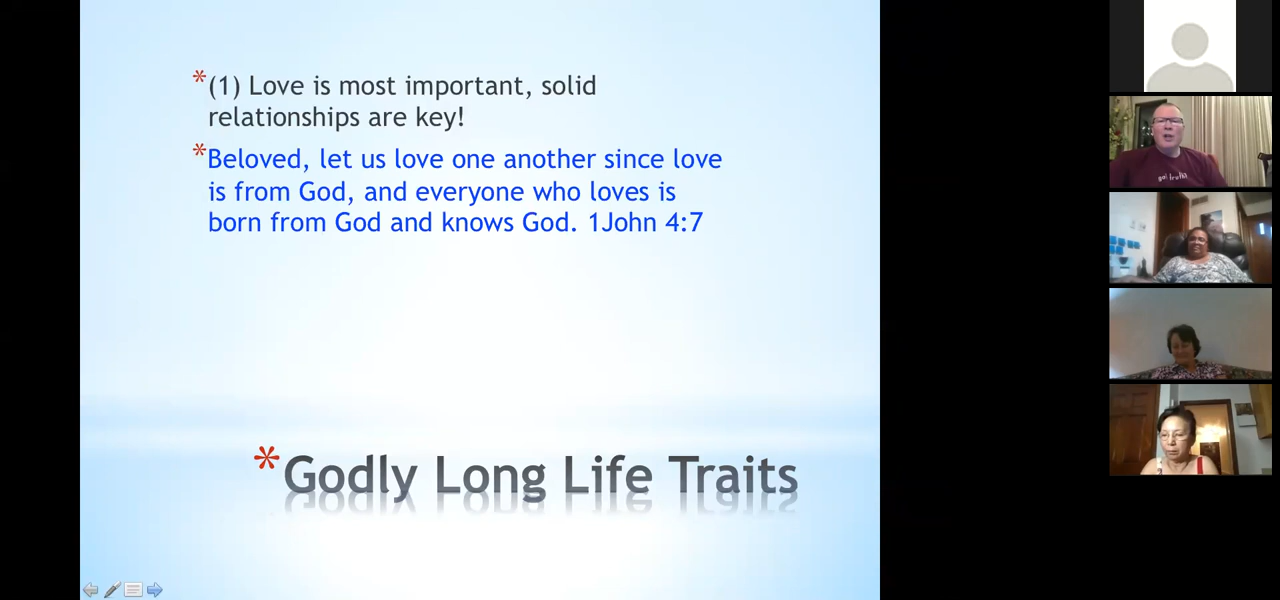 *(1) Love is most important, solid
relationships are key!
*Beloved, let us love one another since love
is from God, and everyone who loves is
born from God and knows God. 1John 4:7
*Godly Long Life Traits
got truth?